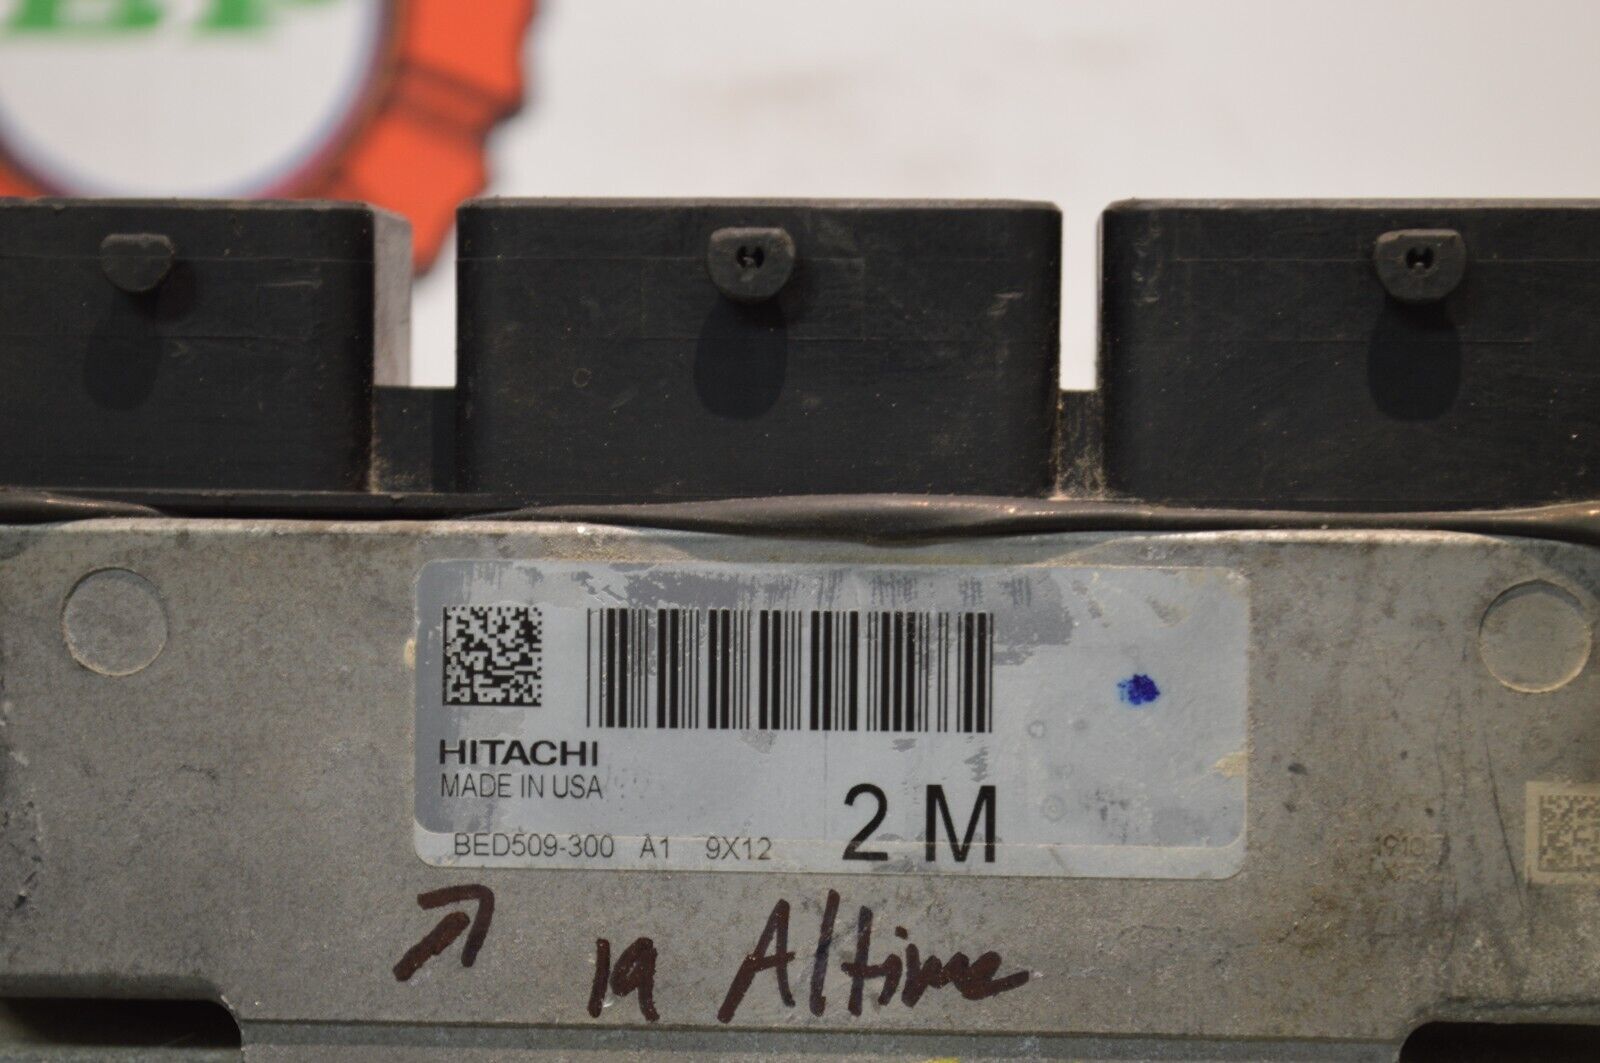 HITACHI
MADE IN USA
BED509-300 A1 9X12 2 M
19 Altima